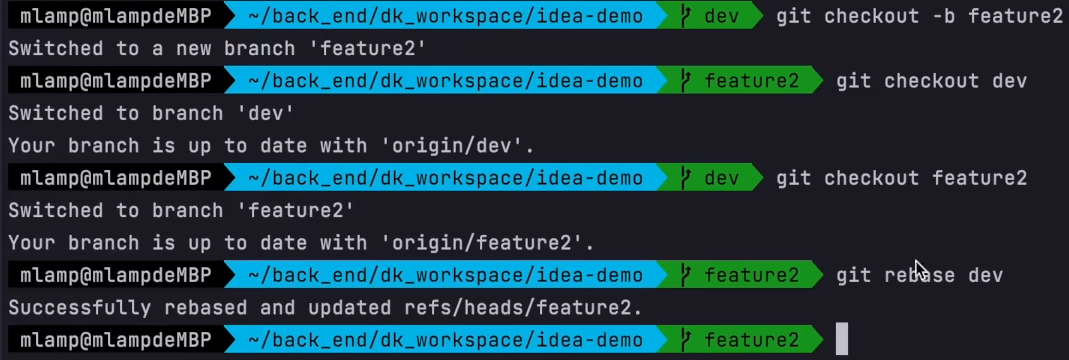 mlamp@mlampdeMBP ~/back_end/dk_workspace/idea-demo dev git checkout -b feature2
Switched to a new branch 'feature2'
mlamp@mlampdeMBP ~/back_end/dk_workspace/idea-demo feature2 git checkout dev
Switched to branch 'dev'
Your branch is up to date with 'origin/dev'.
mlamp@mlampdeMBP ~/back_end/dk_workspace/idea-demo dev git checkout feature2
Switched to branch 'feature2'
Your branch is up to date with 'origin/feature2'.
mlamp@mlampdeMBP ~/back_end/dk_workspace/idea-demo feature2 git rebase dev
Successfully rebased and updated refs/heads/feature2.
mlamp@mlampdeMBP ~/back_end/dk_workspace/idea-demo feature2